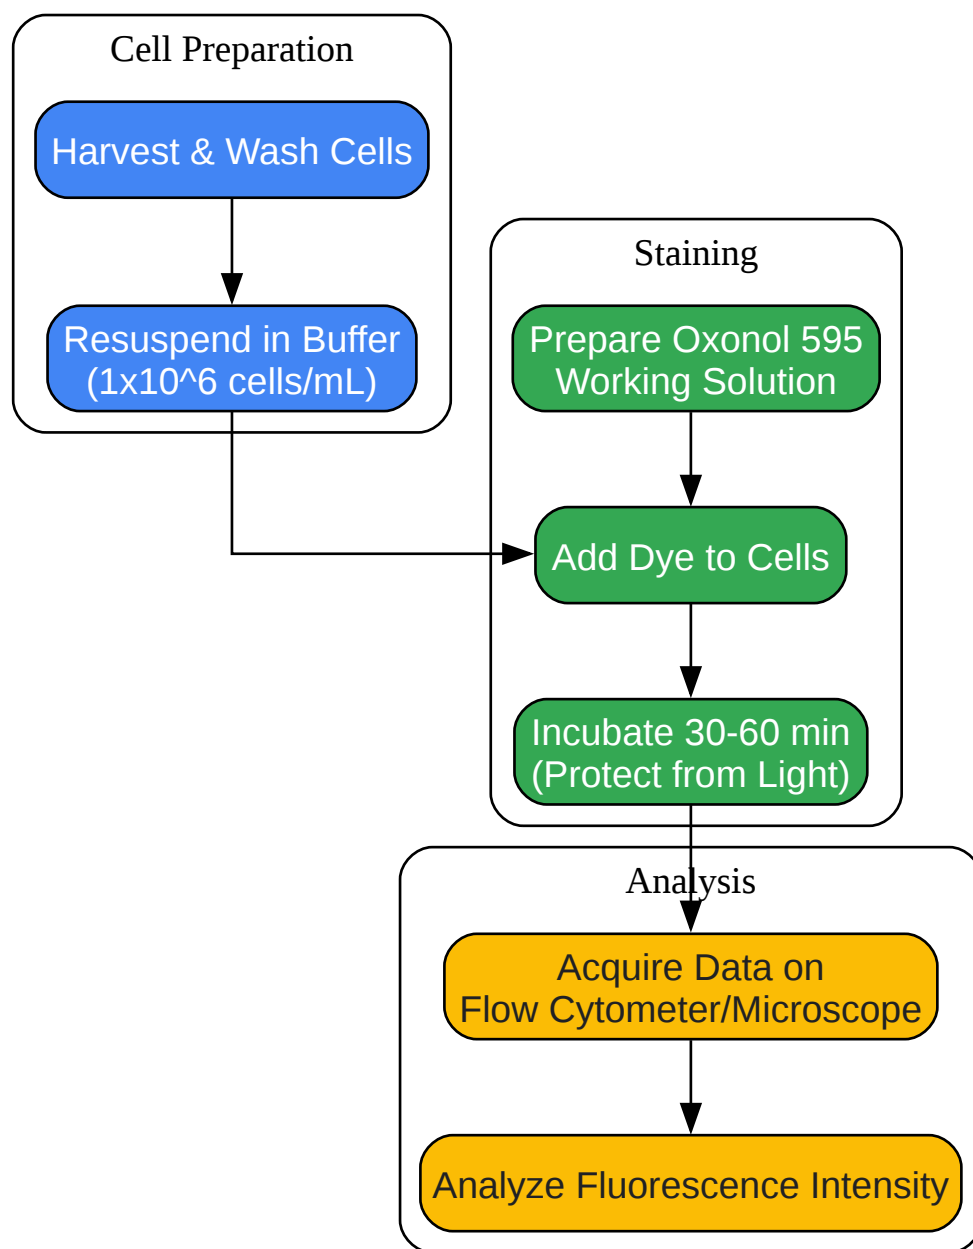 Cell Preparation
Harvest & Wash Cells
Resuspend in Buffer
(1x10^6 cells/mL)
Staining
Prepare Oxonol 595
Working Solution
Add Dye to Cells
Incubate 30-60 min
(Protect from Light)
Analysis
Acquire Data on
Flow Cytometer/Microscope
Analyze Fluorescence Intensity